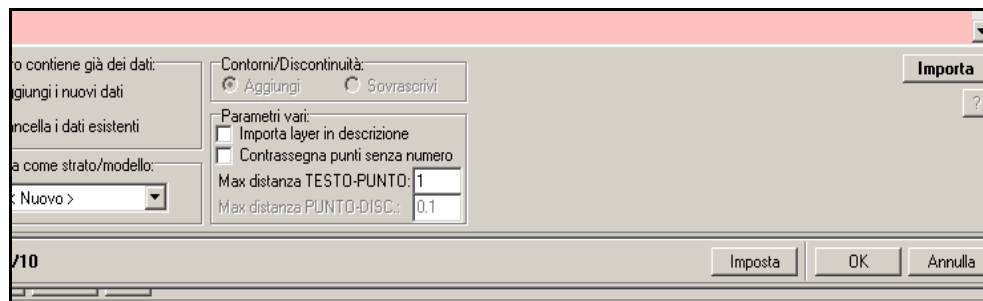 ro contiene già dei dati:
ggiungi i nuovi dati
ancella i dati esistenti
a come strato/modello:
< Nuovo >
Contorni/Discontinuità:
Aggiungi Sovrascrivi
Parametri vari:
Importa layer in descrizione
Contrassegna punti senza numero
Max distanza TESTO-PUNTO: 1
Max distanza PUNTO-DISC.: 0.1
Importa
?
/10
Imposta OK Annulla